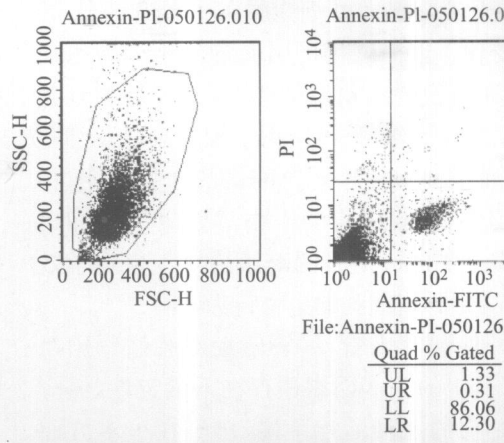 Annexin-PI-050126.010
SSC-H
1000
800
600
400
200
0
0 200 400 600 800 1000
FSC-H
Annexin-PI-050126.0
PI
10⁴
10³
10²
10¹
10⁰
10⁰ 10¹ 10² 10³
Annexin-FITC
File:Annexin-PI-050126
Quad % Gated
UL 1.33
UR 0.31
LL 86.06
LR 12.30